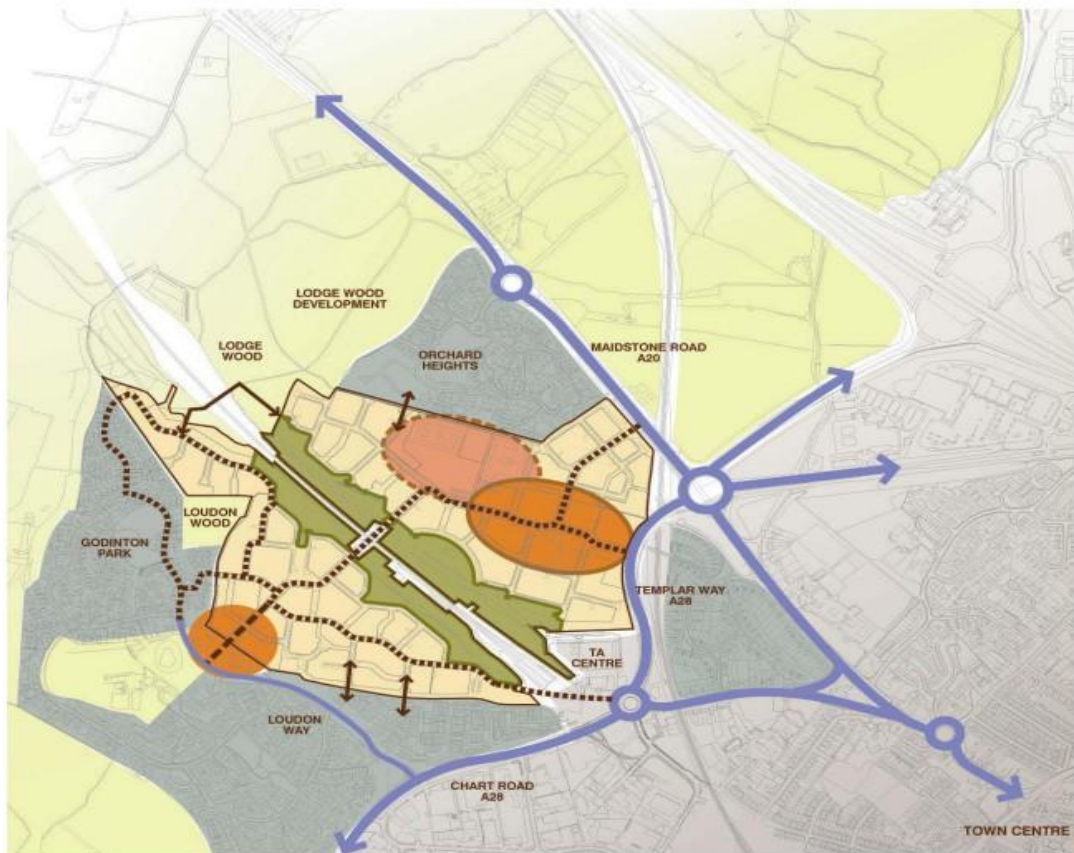 LODGE WOOD
DEVELOPMENT
LODGE
WOOD
ORCHARD
HEIGHTS
MAIDSTONE ROAD
A20
LOUDON
WOOD
GODINTON
PARK
TEMPLAR WAY
A28
TA
CENTRE
LOUDON
WAY
CHART ROAD
A28
TOWN CENTRE